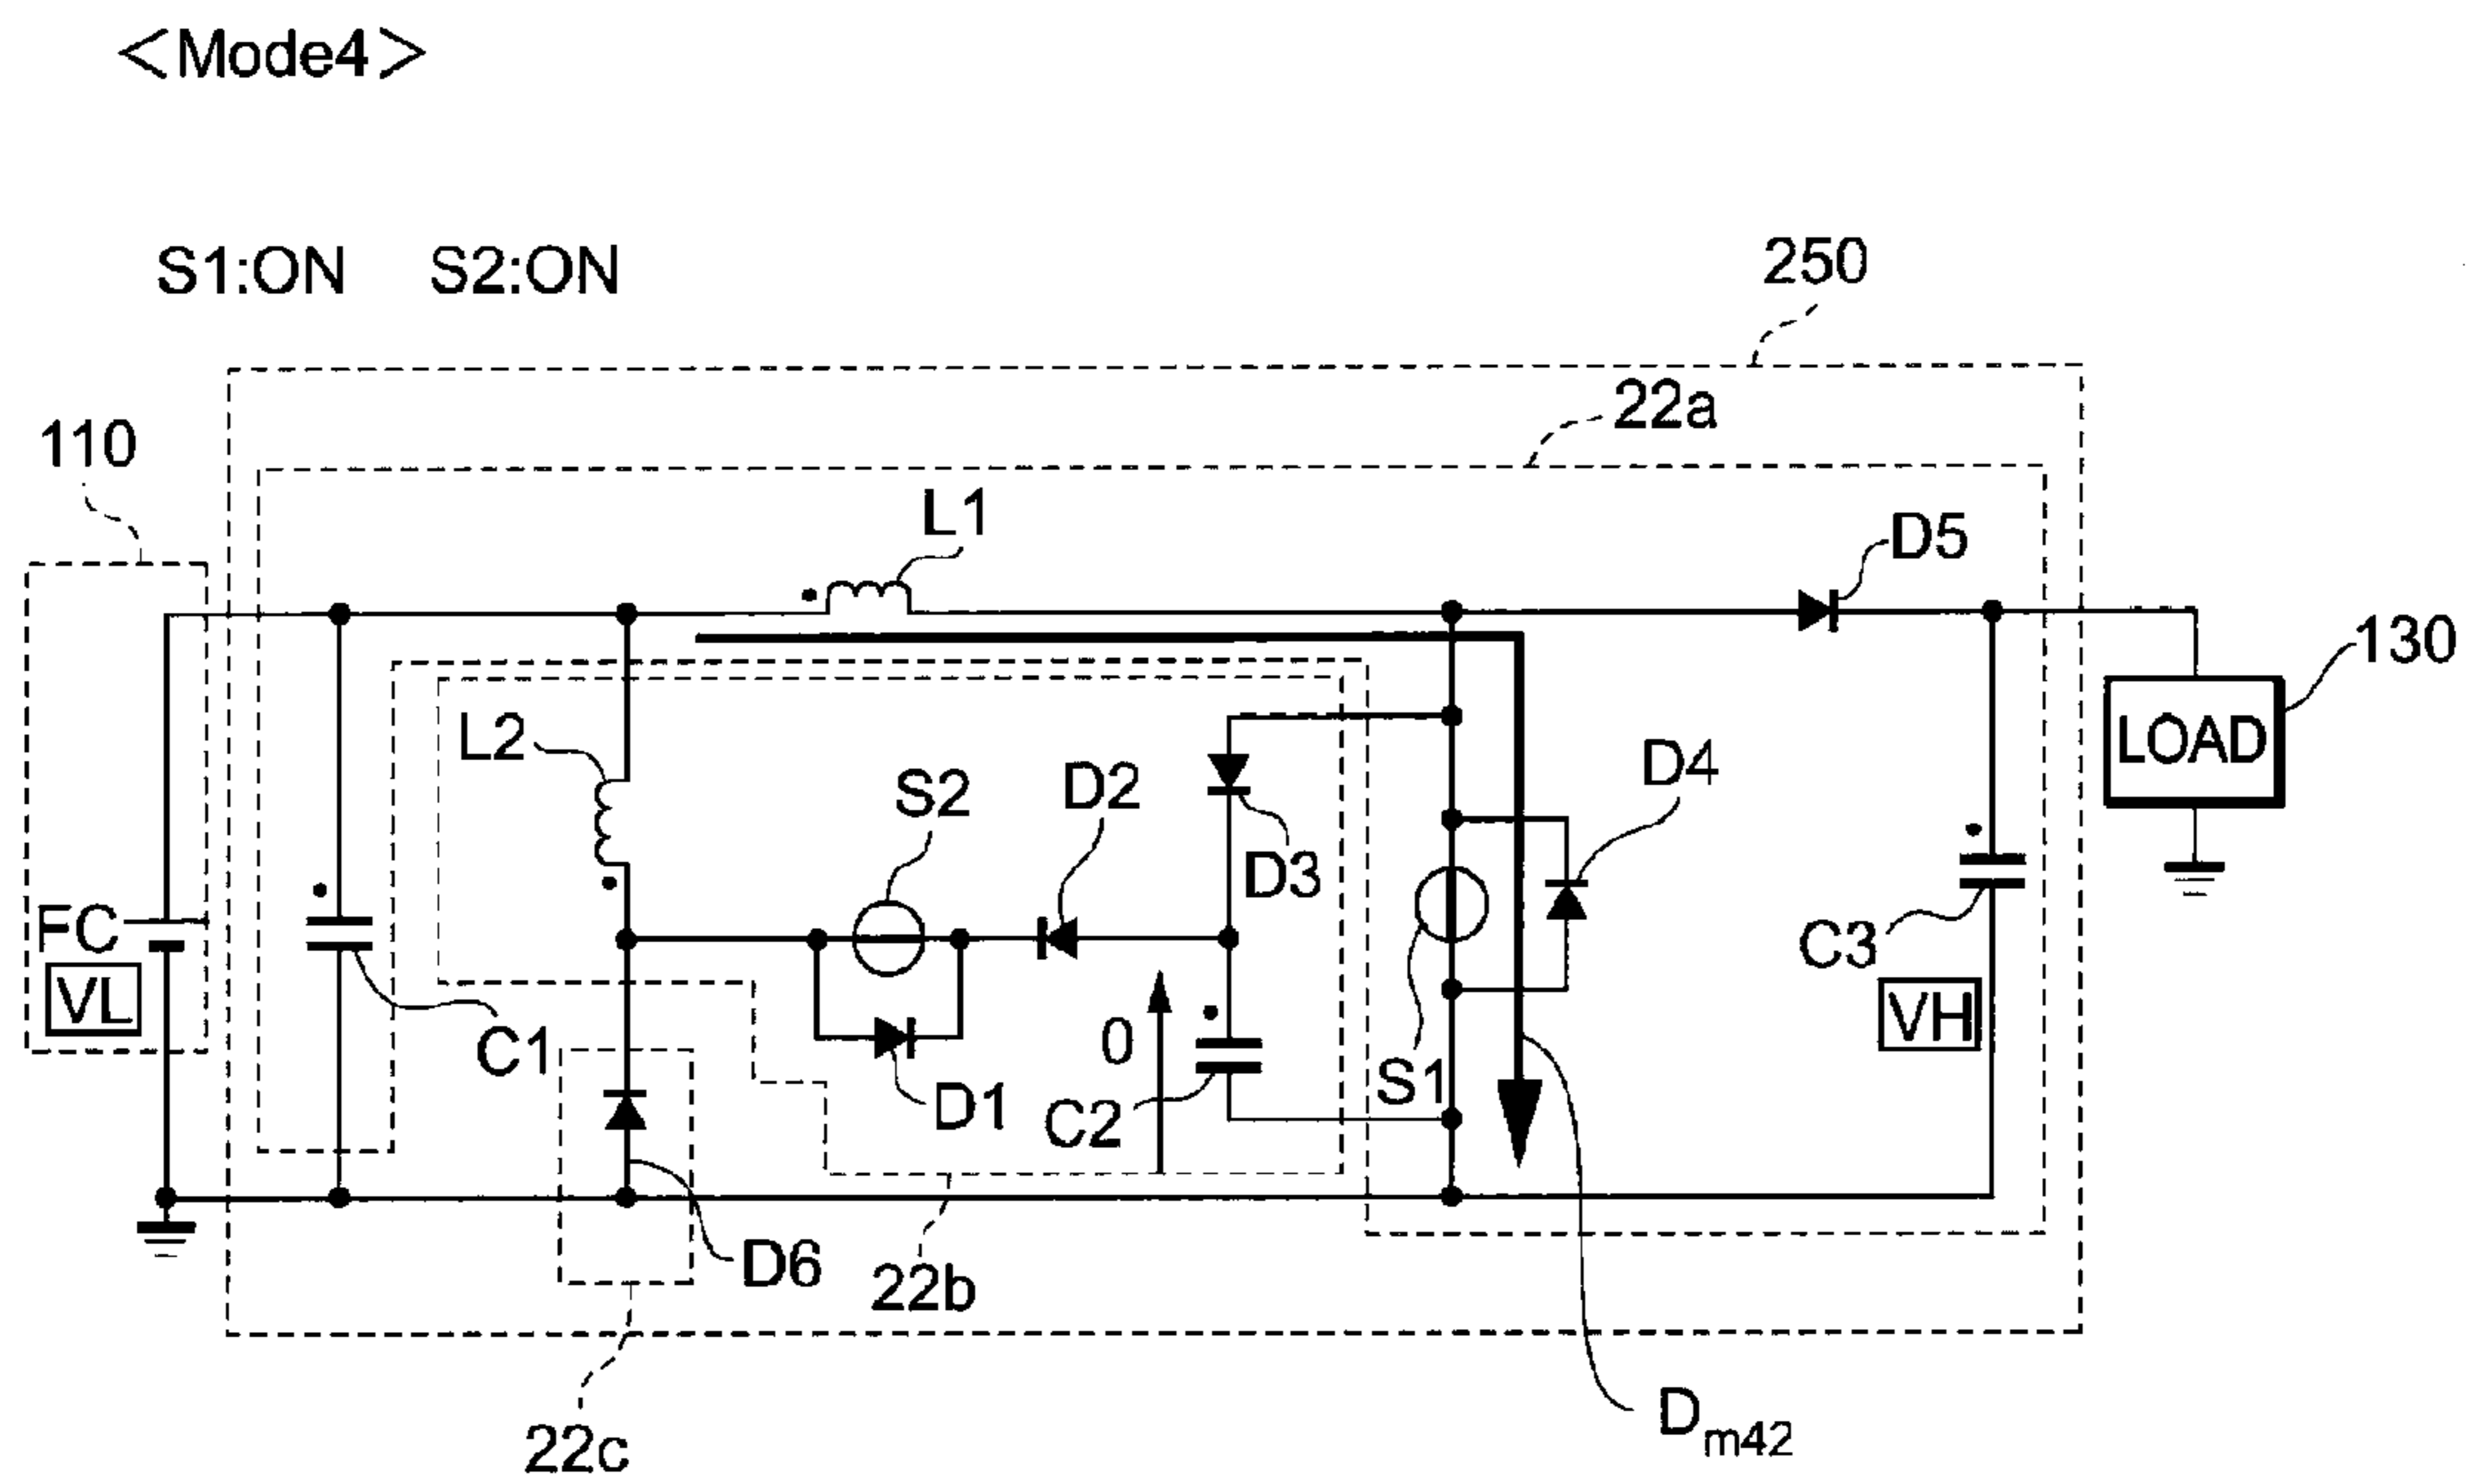 <Mode4>
S1:ON S2:ON
250
22a
110
L1
D5
130
L2
LOAD
S2
D2
D4
D3
FC
C3
VL
VH
C1
0
D1
S1
C2
D6
22b
Dm42
22c